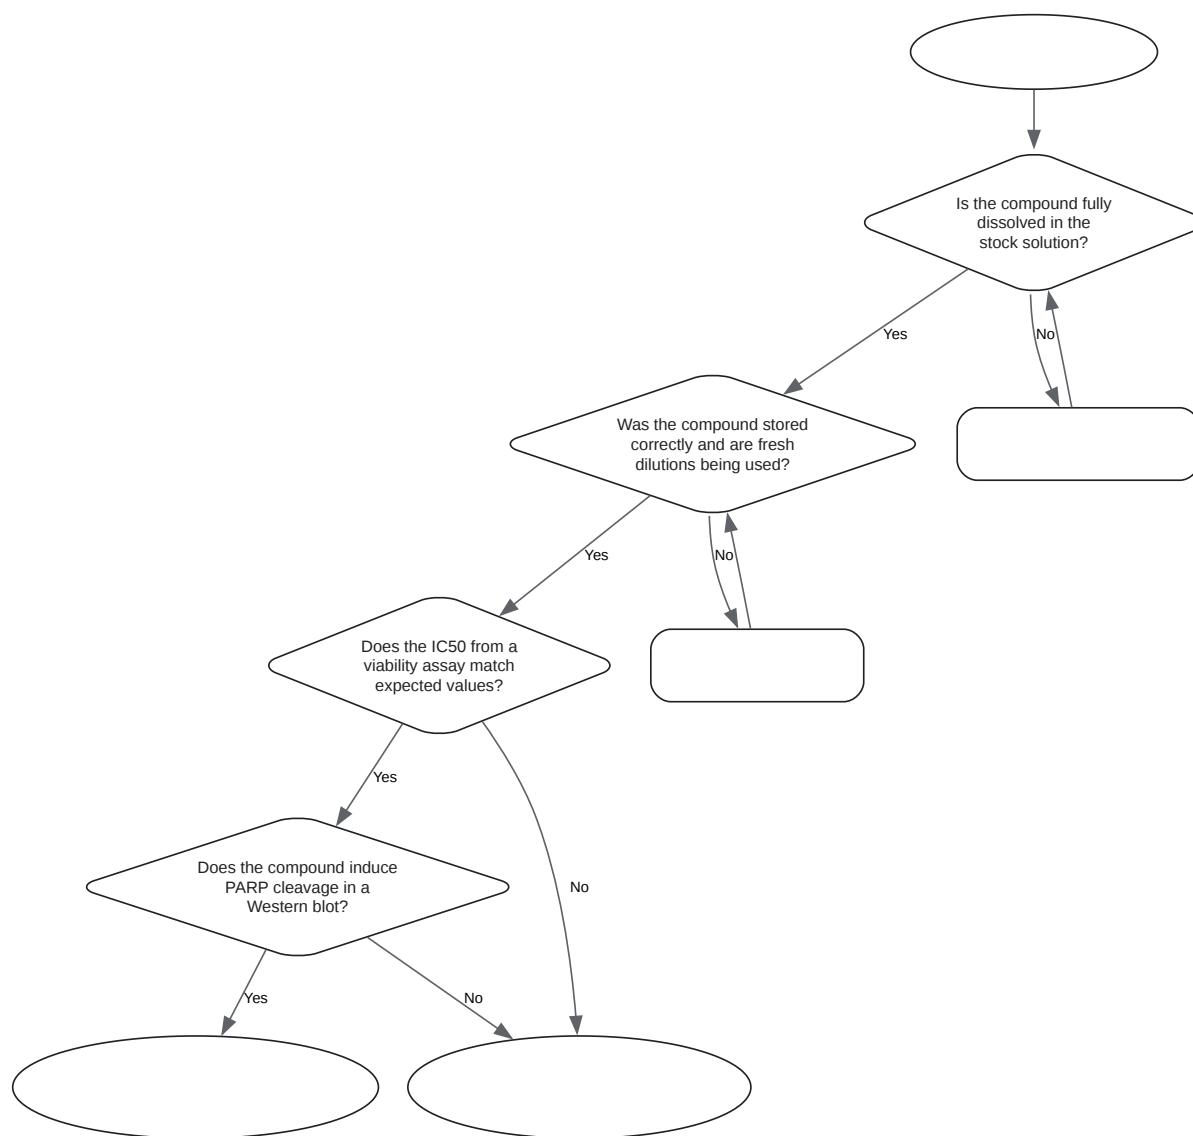 Is the compound fully
dissolved in the
stock solution?
Yes
No
Was the compound stored
correctly and are fresh
dilutions being used?
Yes
No
Does the IC50 from a
viability assay match
expected values?
Yes
No
Does the compound induce
PARP cleavage in a
Western blot?
Yes
No